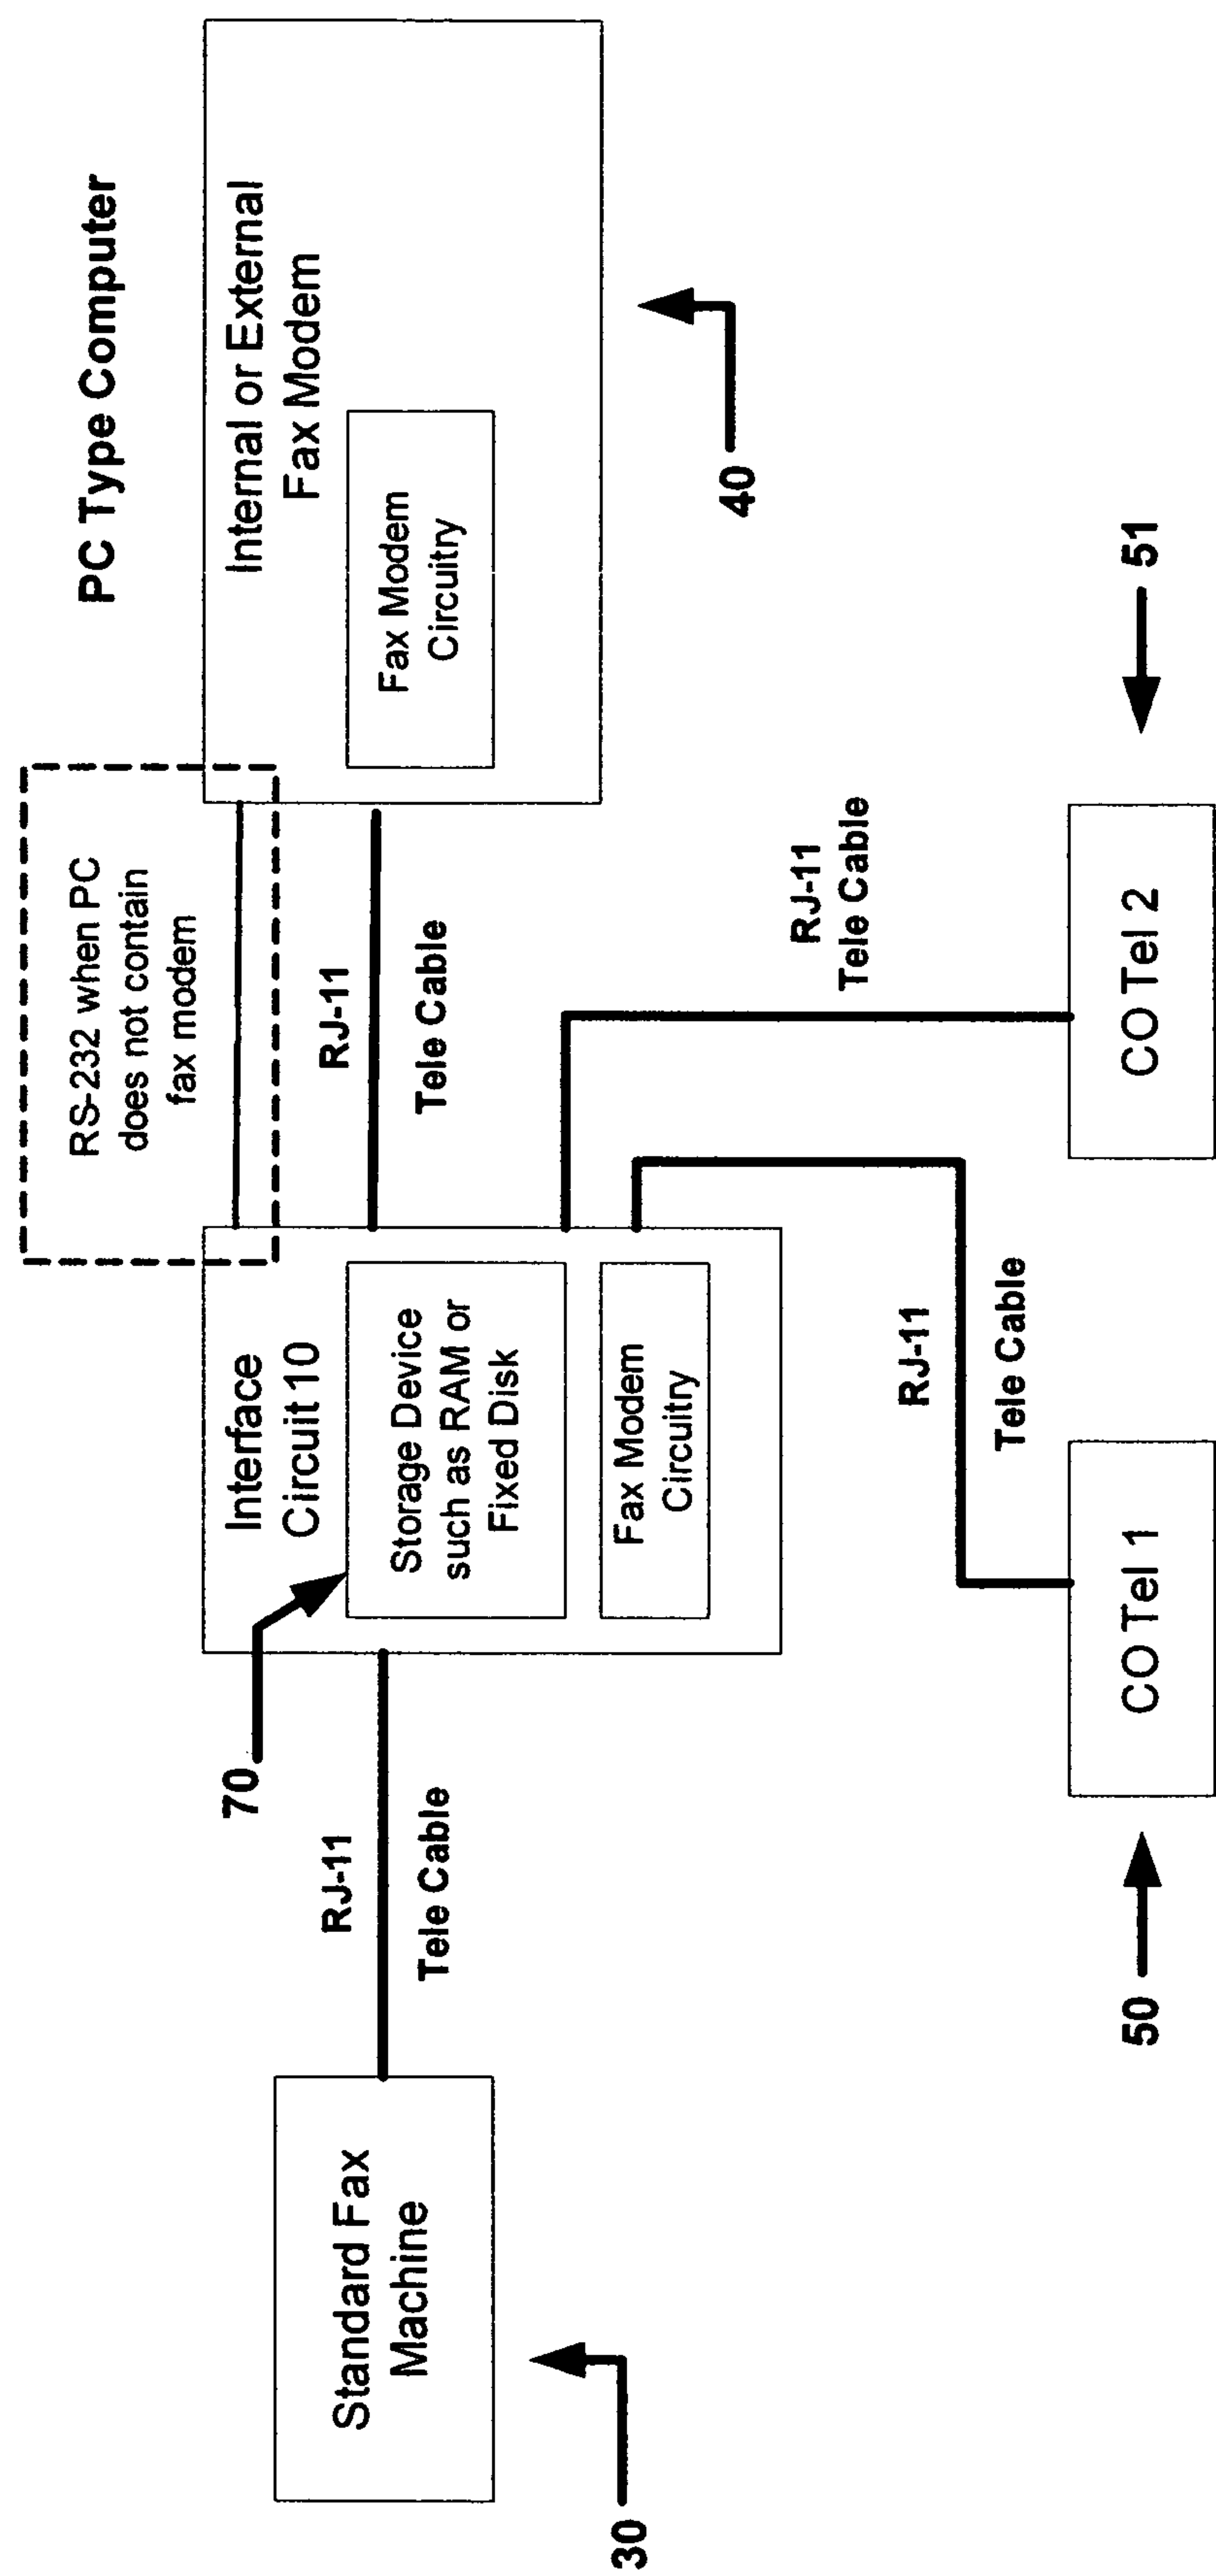 PC Type Computer
RS-232 when PC
does not contain
fax modem
Internal or External
Fax Modem
Fax Modem
Circuitry
40
RJ-11
Tele Cable
Interface
Circuit 10
Storage Device
such as RAM or
Fixed Disk
Fax Modem
Circuitry
70
RJ-11
Tele Cable
Standard Fax
Machine
30
RJ-11
Tele Cable
CO Tel 1
50
RJ-11
Tele Cable
CO Tel 2
51